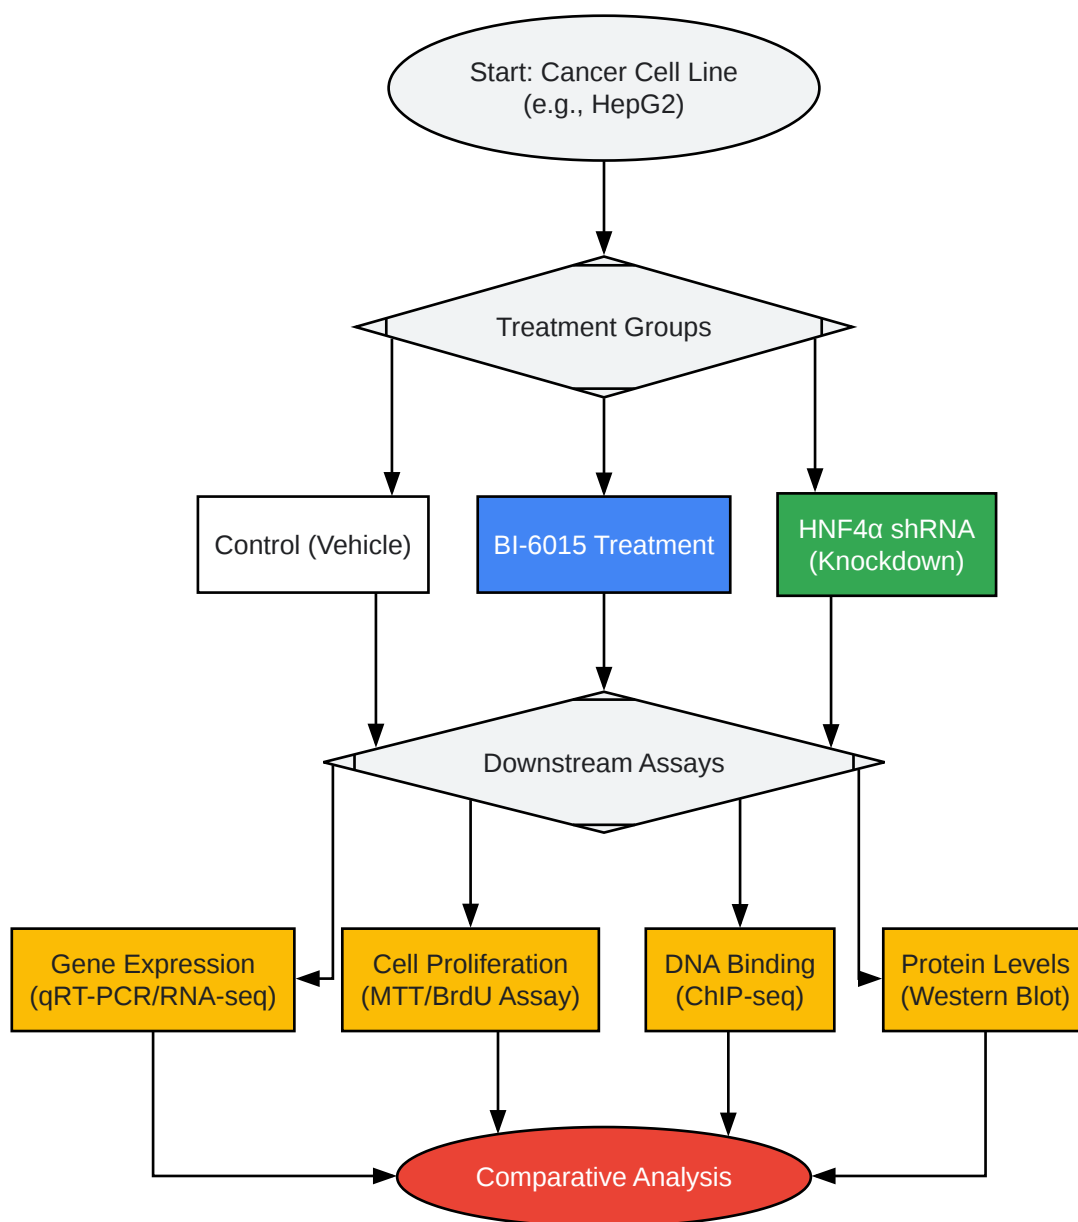 Start: Cancer Cell Line
(e.g., HepG2)
Treatment Groups
Control (Vehicle)
BI-6015 Treatment
HNF4α shRNA
(Knockdown)
Downstream Assays
Gene Expression
(qRT-PCR/RNA-seq)
Cell Proliferation
(MTT/BrdU Assay)
DNA Binding
(ChIP-seq)
Protein Levels
(Western Blot)
Comparative Analysis